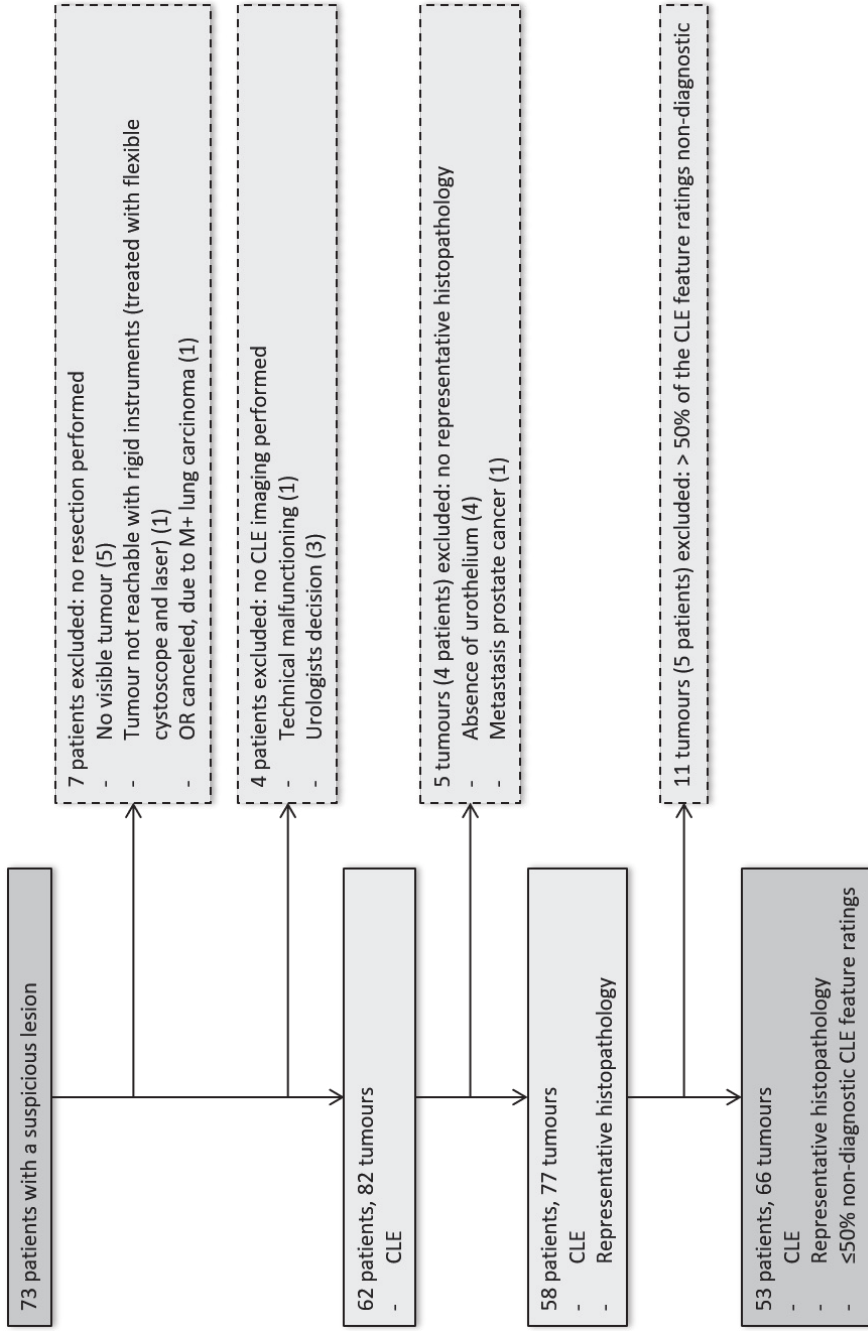 73 patients with a suspicious lesion
7 patients excluded: no resection performed
- No visible tumour (5)
- Tumour not reachable with rigid instruments (treated with flexible
cystoscope and laser) (1)
- OR canceled, due to M+ lung carcinoma (1)
4 patients excluded: no CLE imaging performed
- Technical malfunctioning (1)
- Urologists decision (3)
62 patients, 82 tumours
- CLE
5 tumours (4 patients) excluded: no representative histopathology
- Absence of urothelium (4)
- Metastasis prostate cancer (1)
58 patients, 77 tumours
- CLE
- Representative histopathology
11 tumours (5 patients) excluded: > 50% of the CLE feature ratings non-diagnostic
53 patients, 66 tumours
- CLE
- Representative histopathology
- ≤50% non-diagnostic CLE feature ratings